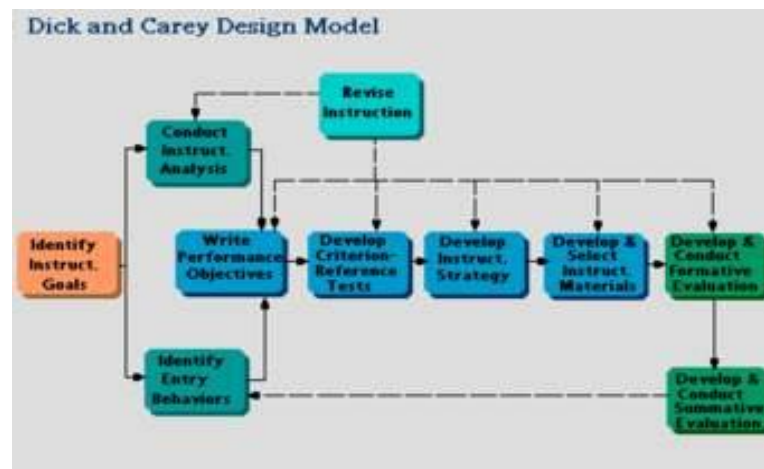 Dick and Carey Design Model
Revise
Instruction
Conduct
Instruct.
Analysis
Identify
Instruct.
Goals
Write
Performance
Objectives
Develop
Criterion-
Reference
Tests
Develop
Instruct.
Strategy
Develop &
Select
Instruct.
Materials
Develop &
Conduct
Formative
Evaluation
Identify
Entry
Behaviors
Develop &
Conduct
Summative
Evaluation